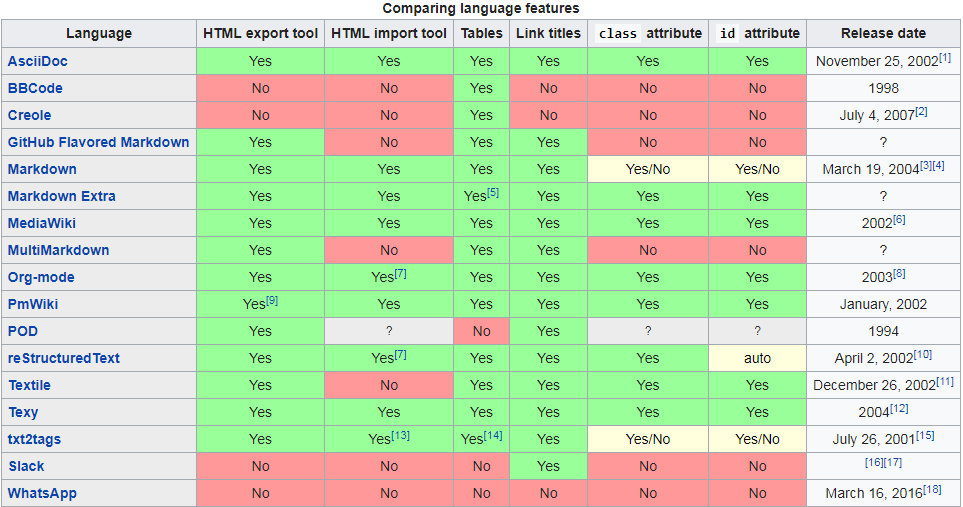 Comparing language features
Language HTML export tool HTML import tool Tables Link titles class attribute id attribute Release date
AsciiDoc Yes Yes Yes Yes Yes Yes November 25, 2002[1]
BBCode No No Yes No No No 1998
Creole No No Yes No No No July 4, 2007[2]
GitHub Flavored Markdown Yes No Yes Yes No No ?
Markdown Yes Yes Yes Yes Yes/No Yes/No March 19, 2004[3][4]
Markdown Extra Yes Yes Yes[5] Yes Yes Yes ?
MediaWiki Yes Yes Yes Yes Yes Yes 2002[6]
MultiMarkdown Yes No Yes Yes No No ?
Org-mode Yes Yes[7] Yes Yes Yes Yes 2003[8]
PmWiki Yes[9] Yes Yes Yes Yes Yes January, 2002
POD Yes ? No Yes ? ? 1994
reStructuredText Yes Yes[7] Yes Yes Yes auto April 2, 2002[10]
Textile Yes No Yes Yes Yes Yes December 26, 2002[11]
Texy Yes Yes Yes Yes Yes Yes 2004[12]
txt2tags Yes Yes[13] Yes[14] Yes Yes/No Yes/No July 26, 2001[15]
Slack No No No Yes No No [16][17]
WhatsApp No No No No No No March 16, 2016[18]